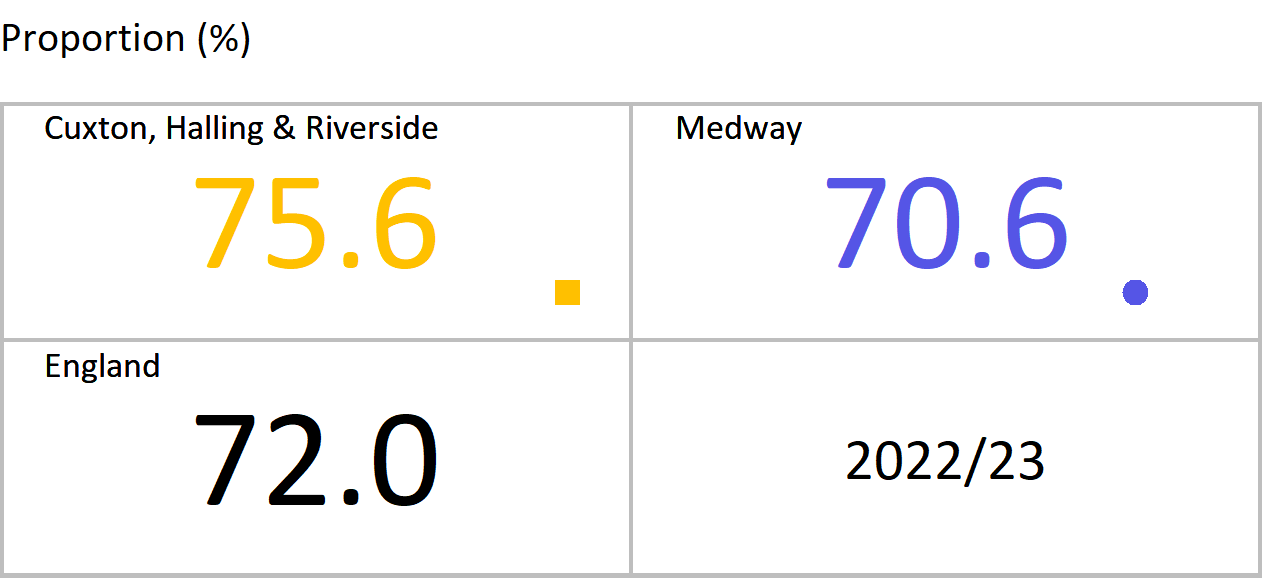 Proportion (%)
Cuxton, Halling & Riverside
75.6
Medway
70.6
England
72.0
2022/23